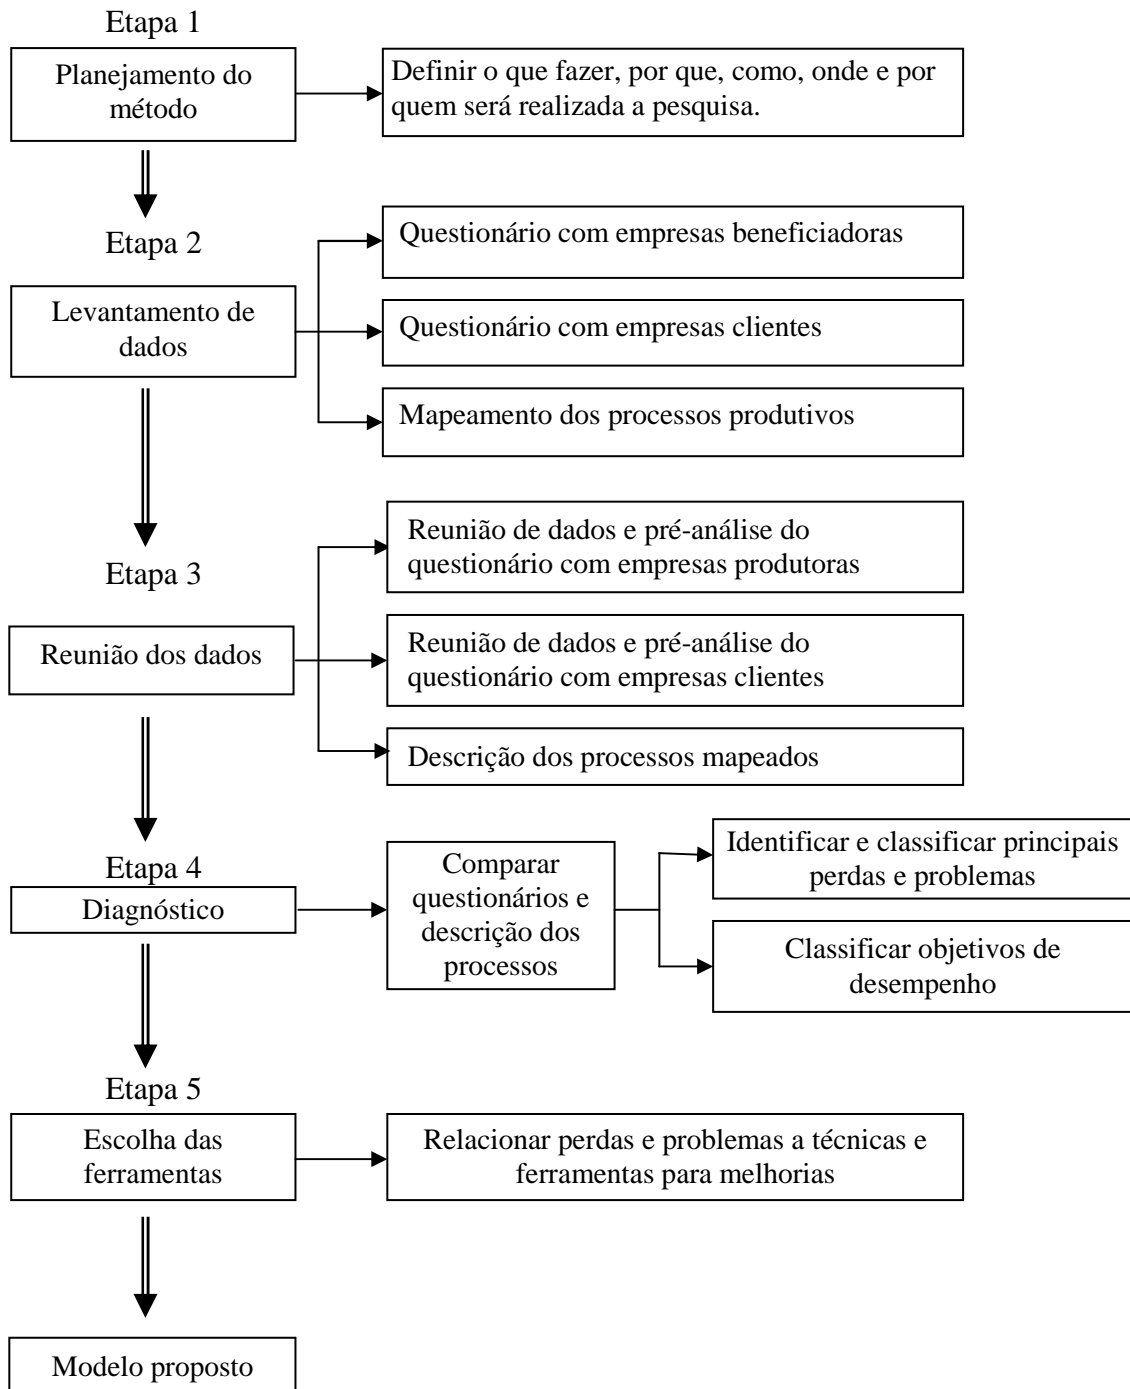 Etapa 1
Planejamento do
método
Definir o que fazer, por que, como, onde e por
quem será realizada a pesquisa.
Etapa 2
Levantamento de
dados
Questionário com empresas beneficiadoras
Questionário com empresas clientes
Mapeamento dos processos produtivos
Etapa 3
Reunião dos dados
Reunião de dados e pré-análise do
questionário com empresas produtoras
Reunião de dados e pré-análise do
questionário com empresas clientes
Descrição dos processos mapeados
Etapa 4
Diagnóstico
Comparar
questionários e
descrição dos
processos
Identificar e classificar principais
perdas e problemas
Classificar objetivos de
desempenho
Etapa 5
Escolha das
ferramentas
Relacionar perdas e problemas a técnicas e
ferramentas para melhorias
Modelo proposto